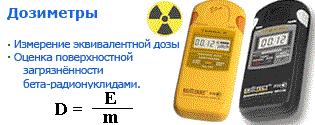 Дозиметры
• Измерение эквивалентной дозы
• Оценка поверхностной
загрязнённости
бета-радионуклидами.
D = E
m